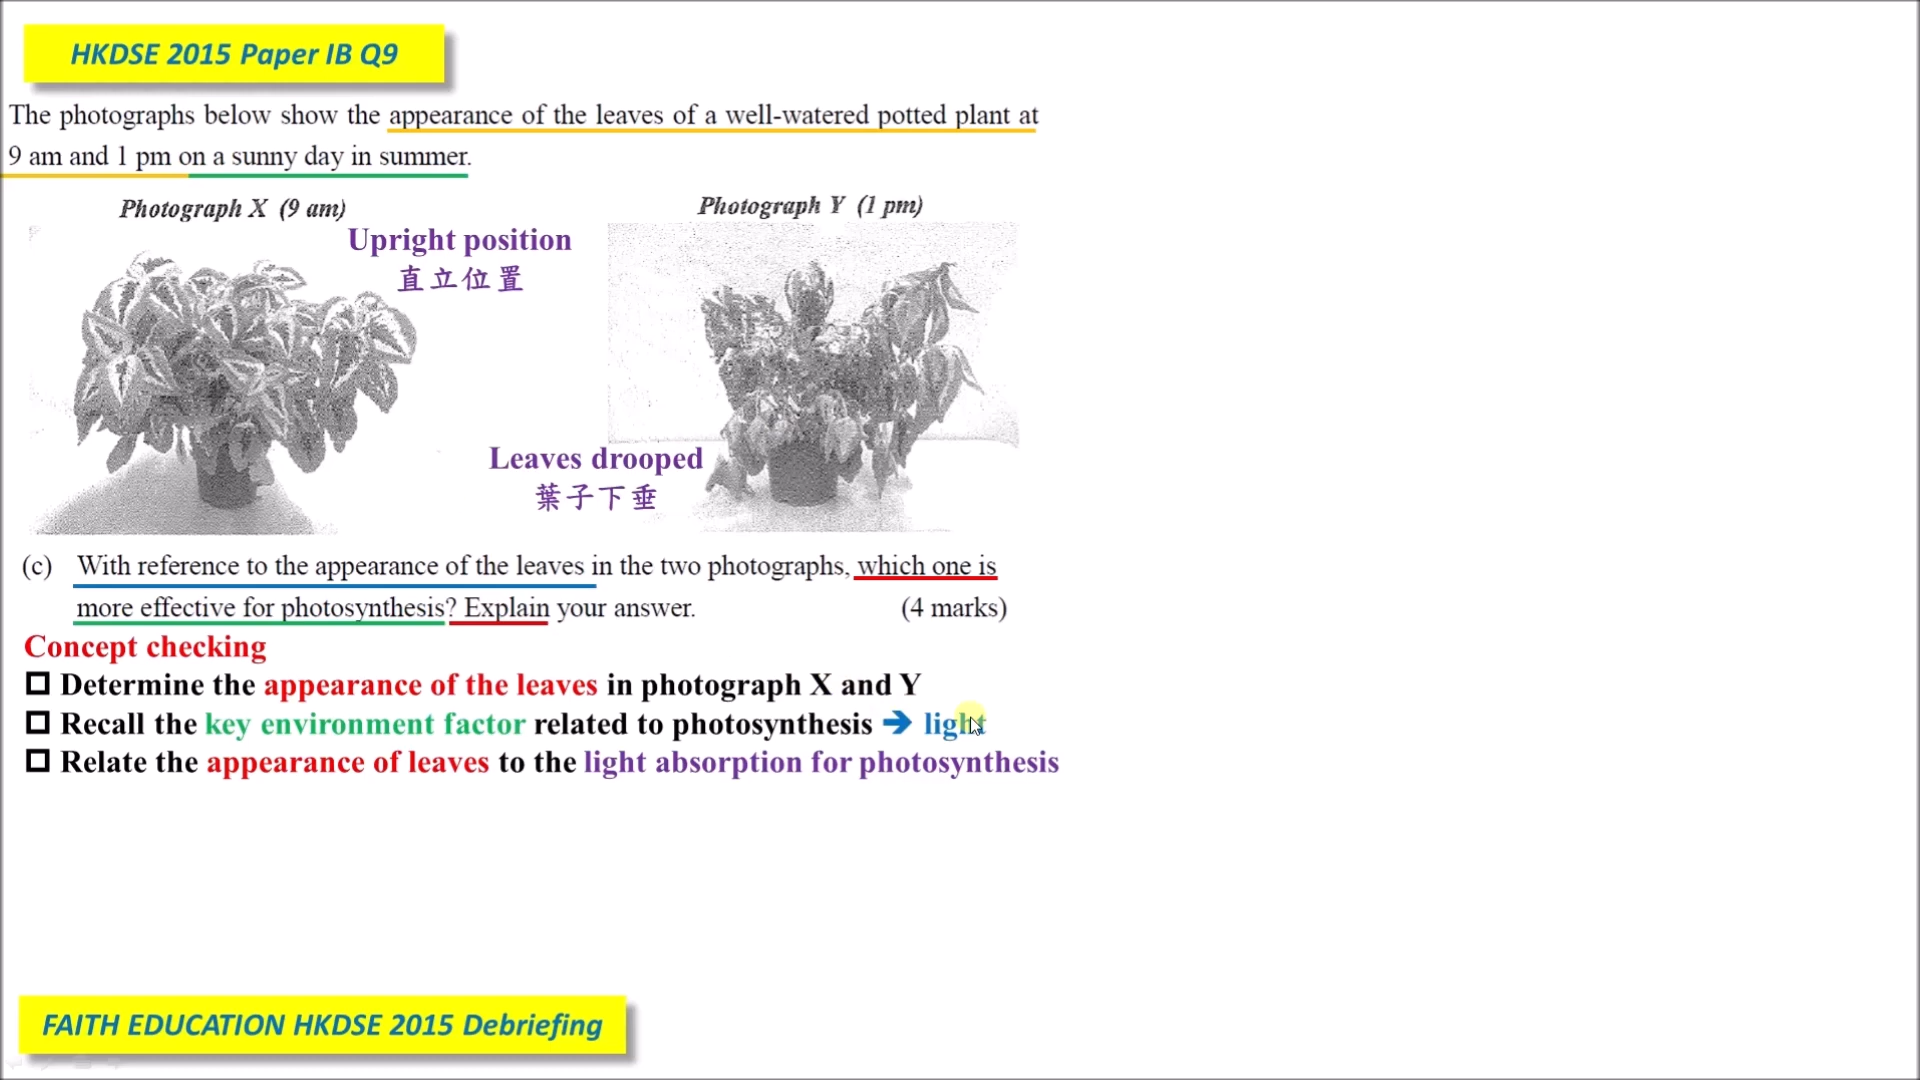 HKDSE 2015 Paper IB Q9
The photographs below show the appearance of the leaves of a well-watered potted plant at
9 am and 1 pm on a sunny day in summer.
Photograph X (9 am)
Photograph Y (1 pm)
Upright position
直立位置
Leaves drooped
葉子下垂
(c) With reference to the appearance of the leaves in the two photographs, which one is
more effective for photosynthesis? Explain your answer. (4 marks)
Concept checking
Determine the appearance of the leaves in photograph X and Y
Recall the key environment factor related to photosynthesis ➔ light
Relate the appearance of leaves to the light absorption for photosynthesis
FAITH EDUCATION HKDSE 2015 Debriefing